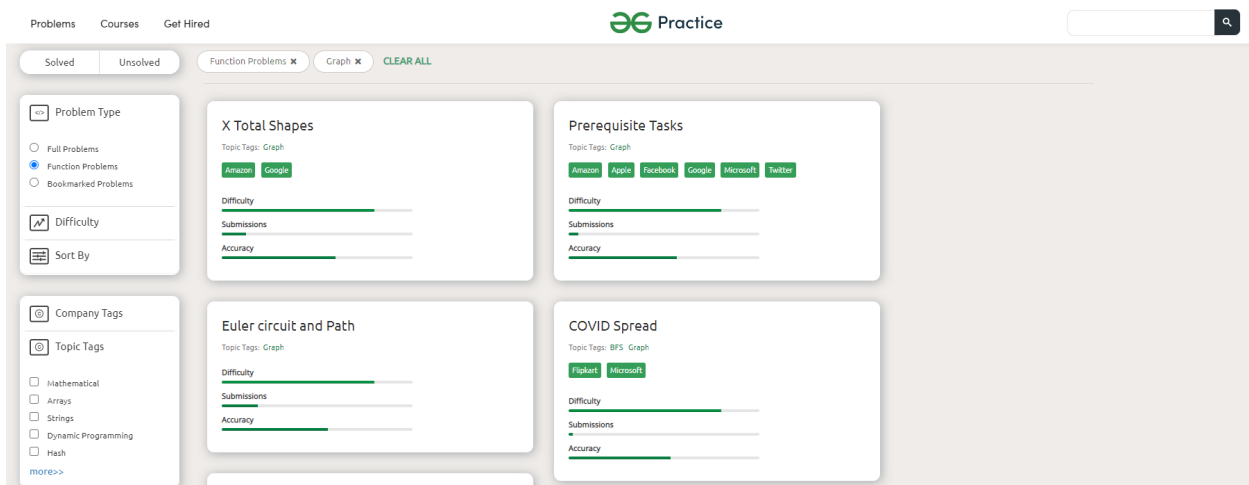 Problems Courses Get Hired
Practice
Solved Unsolved
Function Problems × Graph × CLEAR ALL
Problem Type
Full Problems
Function Problems
Bookmarked Problems
Difficulty
Sort By
Company Tags
Topic Tags
Mathematical
Arrays
Strings
Dynamic Programming
Hash
more>>
X Total Shapes
Topic Tags: Graph
Amazon Google
Difficulty
Submissions
Accuracy
Prerequisite Tasks
Topic Tags: Graph
Amazon Apple Facebook Google Microsoft Twitter
Difficulty
Submissions
Accuracy
Euler circuit and Path
Topic Tags: Graph
Difficulty
Submissions
Accuracy
COVID Spread
Topic Tags: BFS Graph
Flipkart Microsoft
Difficulty
Submissions
Accuracy